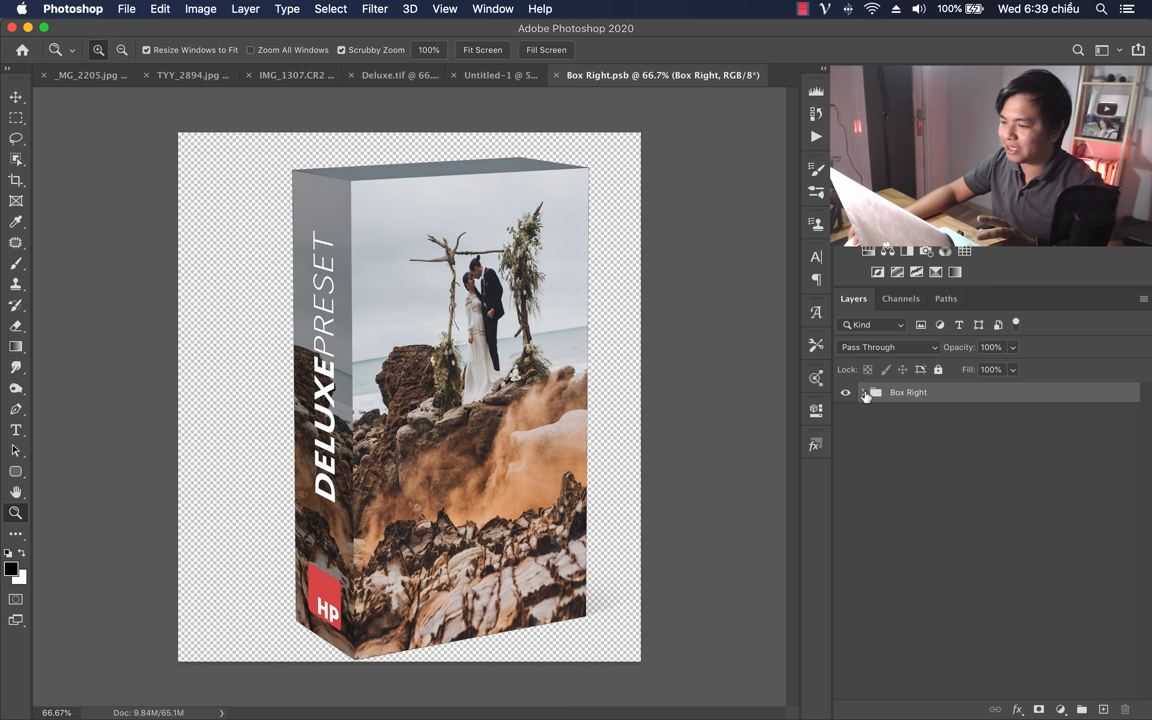 Photoshop File Edit Image Layer Type Select Filter 3D View Window Help 100% Wed 6:39 chiều
Adobe Photoshop 2020
Resize Windows to Fit Zoom All Windows Scrubby Zoom 100% Fit Screen Fill Screen
_MG_2205.jpg ... TYY_2894.jpg ... IMG_1307.CR2 ... Deluxe.tif @ 66.... Untitled-1 @ 5... Box Right.psb @ 66.7% (Box Right, RGB/8*)
DELUXEPRESET
HP
Layers Channels Paths
Kind
Pass Through Opacity: 100%
Lock: Fill: 100%
Box Right
66.67% Doc: 9.84M/65.1M